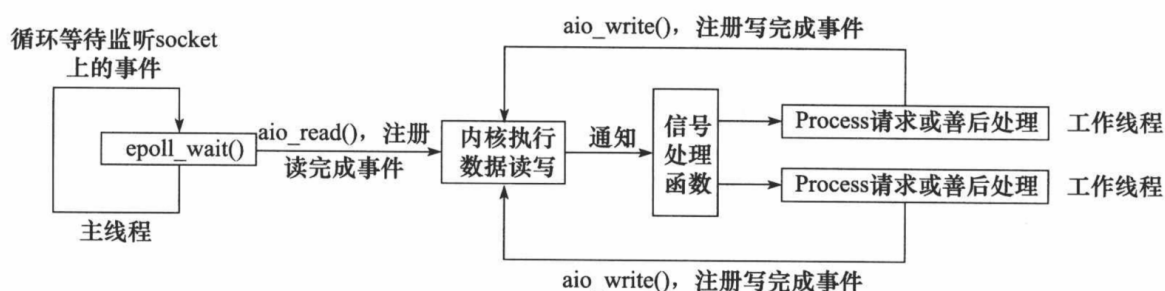 aio_write()，注册写完成事件
循环等待监听socket
上的事件
epoll_wait()
主线程
aio_read()，注册
读完成事件
内核执行
数据读写
通知
信号
处理
函数
Process请求或善后处理
工作线程
Process请求或善后处理
工作线程
aio_write()，注册写完成事件